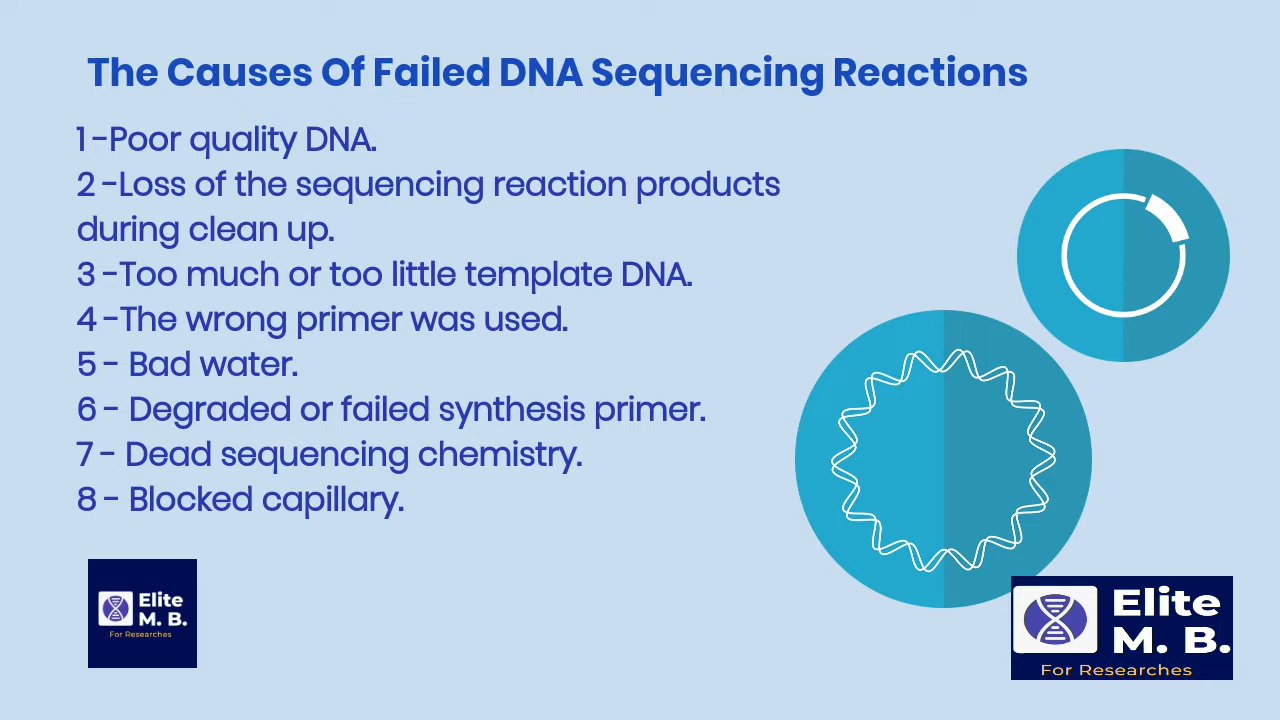 The Causes Of Failed DNA Sequencing Reactions
1 -Poor quality DNA.
2 -Loss of the sequencing reaction products
during clean up.
3 -Too much or too little template DNA.
4 -The wrong primer was used.
5 - Bad water.
6 - Degraded or failed synthesis primer.
7 - Dead sequencing chemistry.
8 - Blocked capillary.
Elite
M. B.
For Researches
Elite
M. B.
For Researches